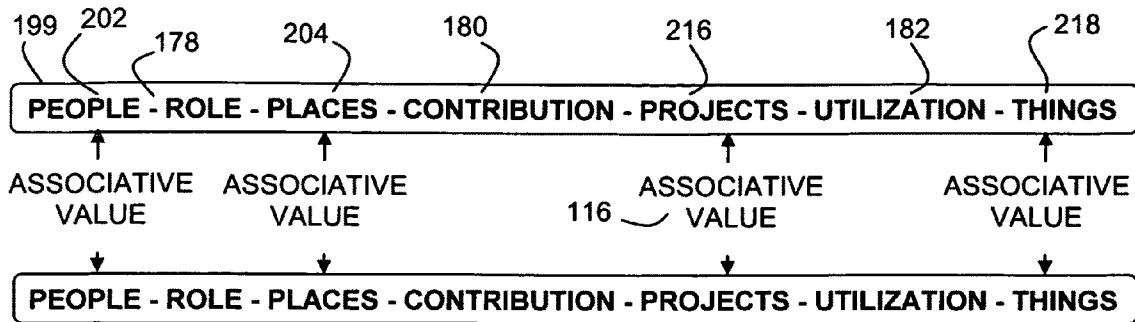 199 202 178 204 180 216 182 218
PEOPLE - ROLE - PLACES - CONTRIBUTION - PROJECTS - UTILIZATION - THINGS
ASSOCIATIVE ASSOCIATIVE ASSOCIATIVE ASSOCIATIVE
VALUE VALUE 116 VALUE VALUE
PEOPLE - ROLE - PLACES - CONTRIBUTION - PROJECTS - UTILIZATION - THINGS